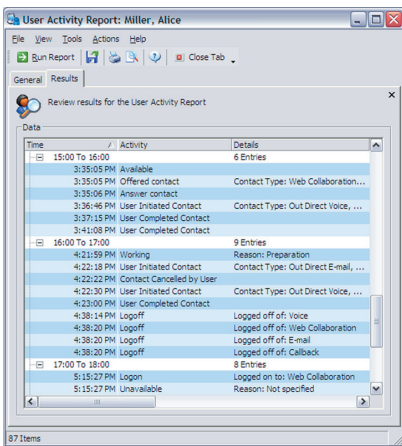 User Activity Report: Miller, Alice
File View Tools Actions Help
Run Report Close Tab
General Results
Review results for the User Activity Report
Data
Time / Activity Details
15:00 To 16:00 6 Entries
3:35:05 PM Available
3:35:05 PM Offered contact Contact Type: Web Collaboration...
3:35:06 PM Answer contact
3:36:46 PM User Initiated Contact Contact Type: Out Direct Voice, ...
3:37:15 PM User Completed Contact
3:41:08 PM User Completed Contact
16:00 To 17:00 9 Entries
4:21:59 PM Working Reason: Preparation
4:22:18 PM User Initiated Contact Contact Type: Out Direct E-mail, ...
4:22:22 PM Contact Cancelled by User
4:22:30 PM User Initiated Contact Contact Type: Out Direct Voice, ...
4:23:00 PM User Completed Contact
4:38:14 PM Logoff Logged off of: Voice
4:38:20 PM Logoff Logged off of: Web Collaboration
4:38:20 PM Logoff Logged off of: E-mail
4:38:20 PM Logoff Logged off of: Callback
17:00 To 18:00 8 Entries
5:15:27 PM Logon Logged on to: Web Collaboration
5:15:27 PM Unavailable Reason: Not specified
87 Items